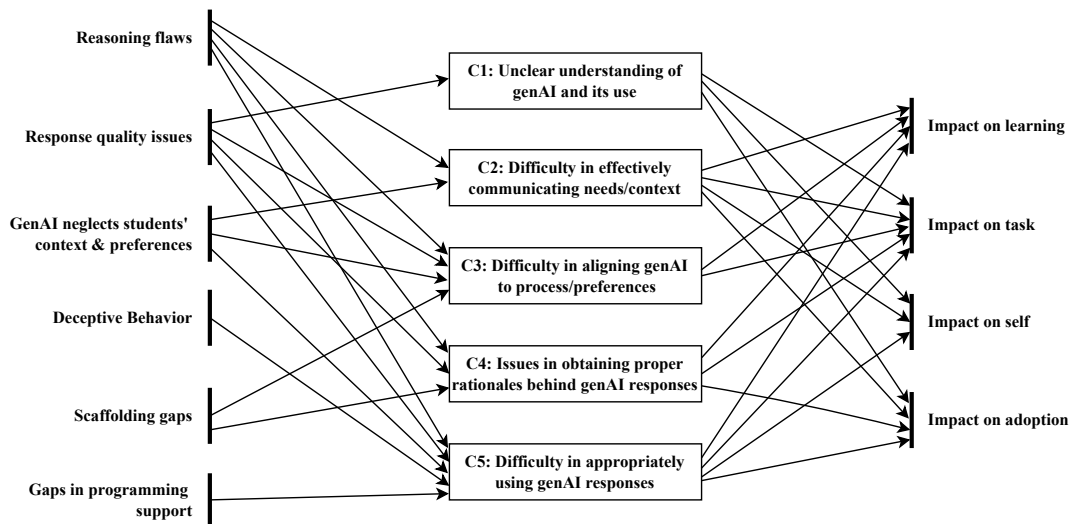 Reasoning flaws
Response quality issues
GenAI neglects students'
context & preferences
Deceptive Behavior
Scaffolding gaps
Gaps in programming
support
C1: Unclear understanding of
genAI and its use
C2: Difficulty in effectively
communicating needs/context
C3: Difficulty in aligning genAI
to process/preferences
C4: Issues in obtaining proper
rationales behind genAI responses
C5: Difficulty in appropriately
using genAI responses
Impact on learning
Impact on task
Impact on self
Impact on adoption